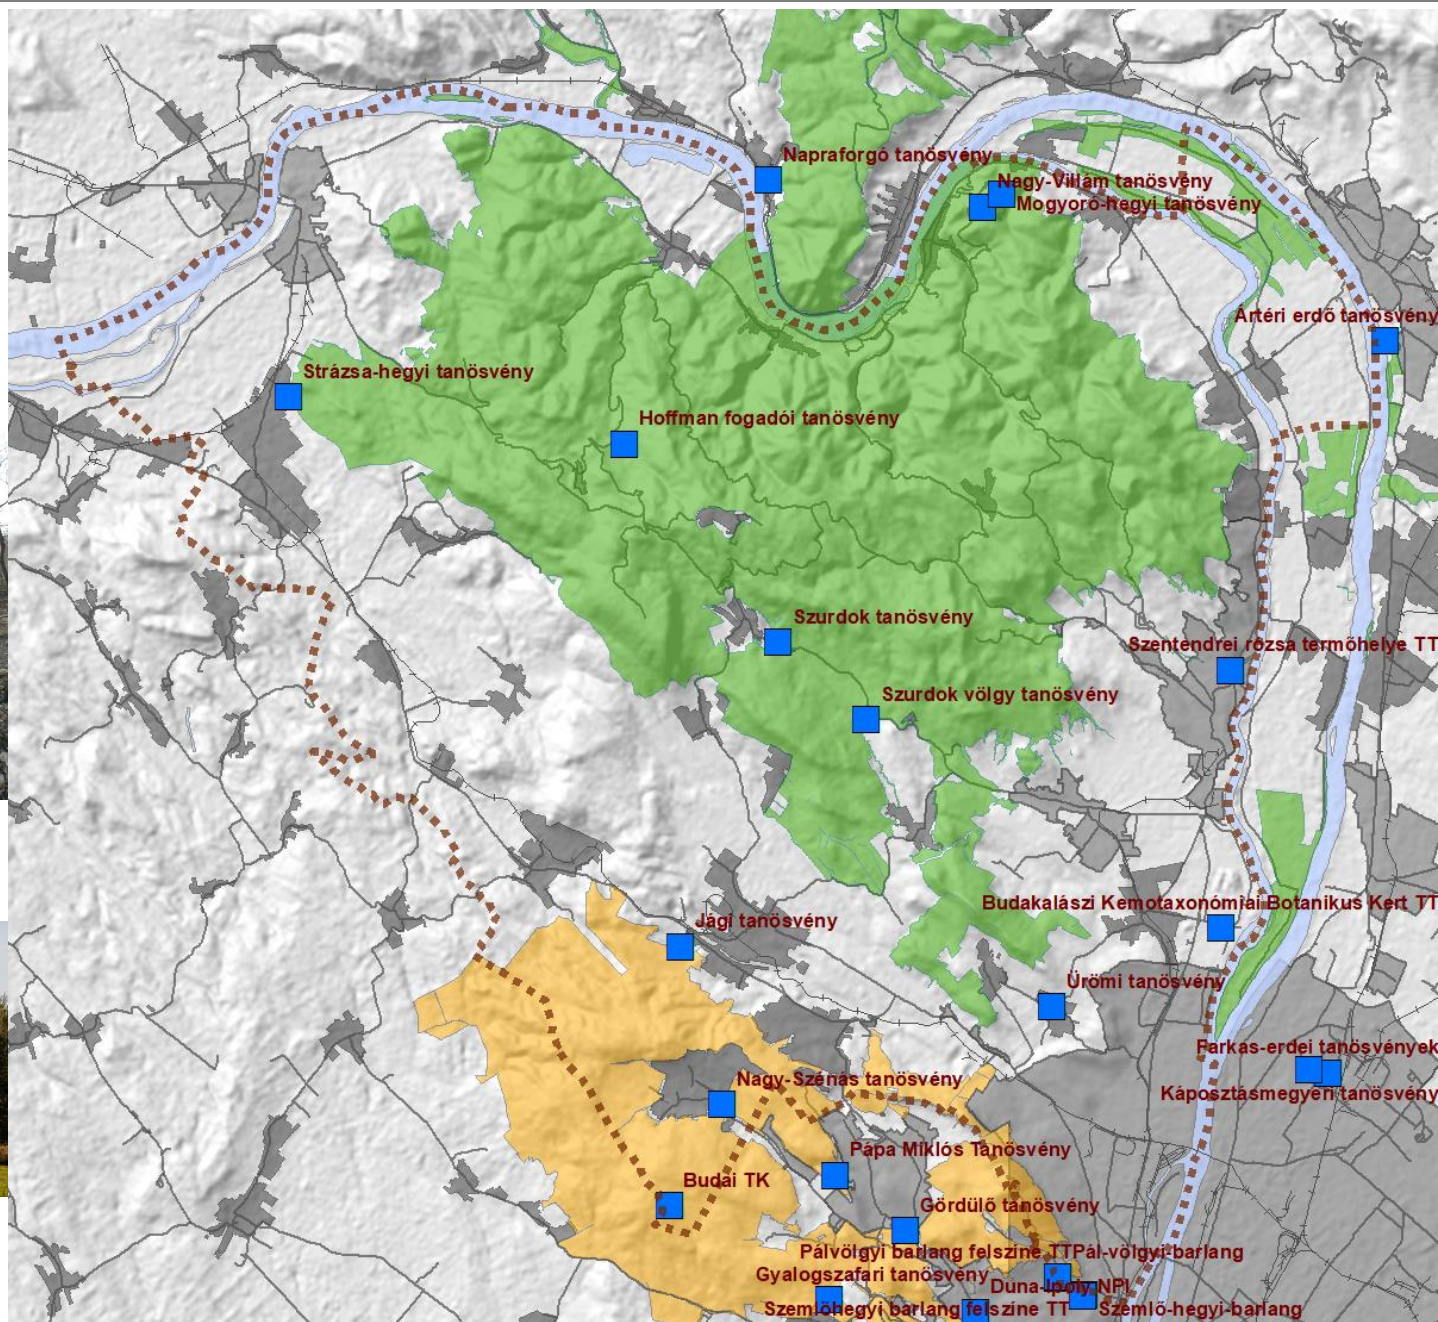 Napraforgó tanösvény
Nagy-Villám tanösvény
Mogyoró-hegyi tanösvény
Ártéri erdő tanösvény
Strázsa-hegyi tanösvény
Hoffman fogadói tanösvény
Szurdok tanösvény
Szentendrei rózsa termőhelye TT
Szurdok völgy tanösvény
Budakalászi Kemotaxonómiai Botanikus Kert TT
Jági tanösvény
Ürömi tanösvény
Farkas-erdei tanösvények
Nagy-Szénás tanösvény
Káposztásmegyeri tanösvény
Pápa Miklós Tanösvény
Budai TK
Gördülő tanösvény
Pálvölgyi barlang felszíne TT Pál-völgyi-barlang
Gyalogszafari tanösvény
Duna-Ipoly NPI
Szemlőhegyi barlang felszíne TT
Szemlő-hegyi-barlang